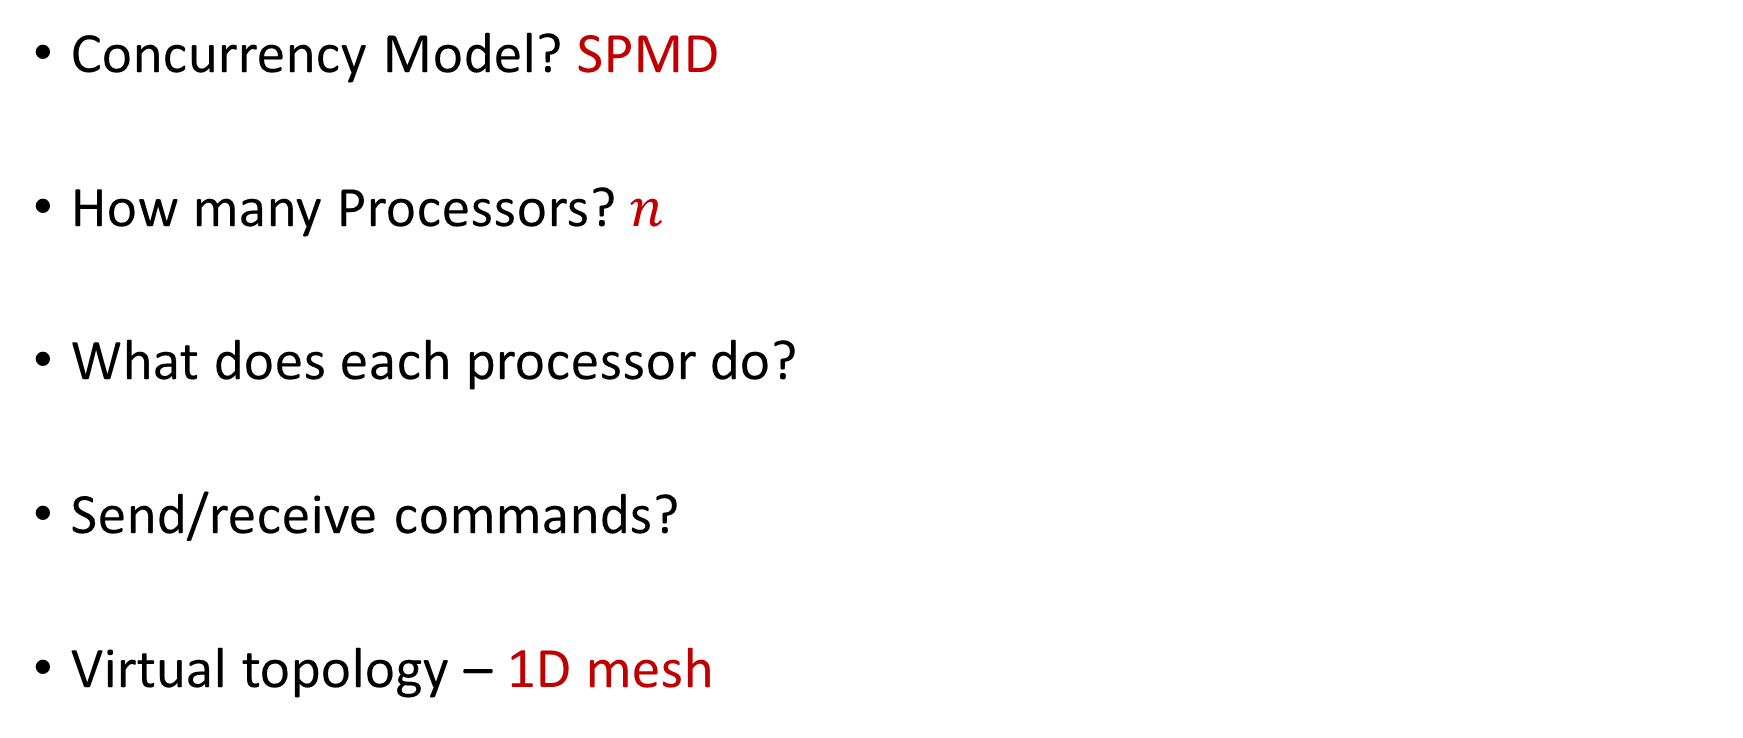 • Concurrency Model? SPMD
• How many Processors? n
• What does each processor do?
• Send/receive commands?
• Virtual topology – 1D mesh